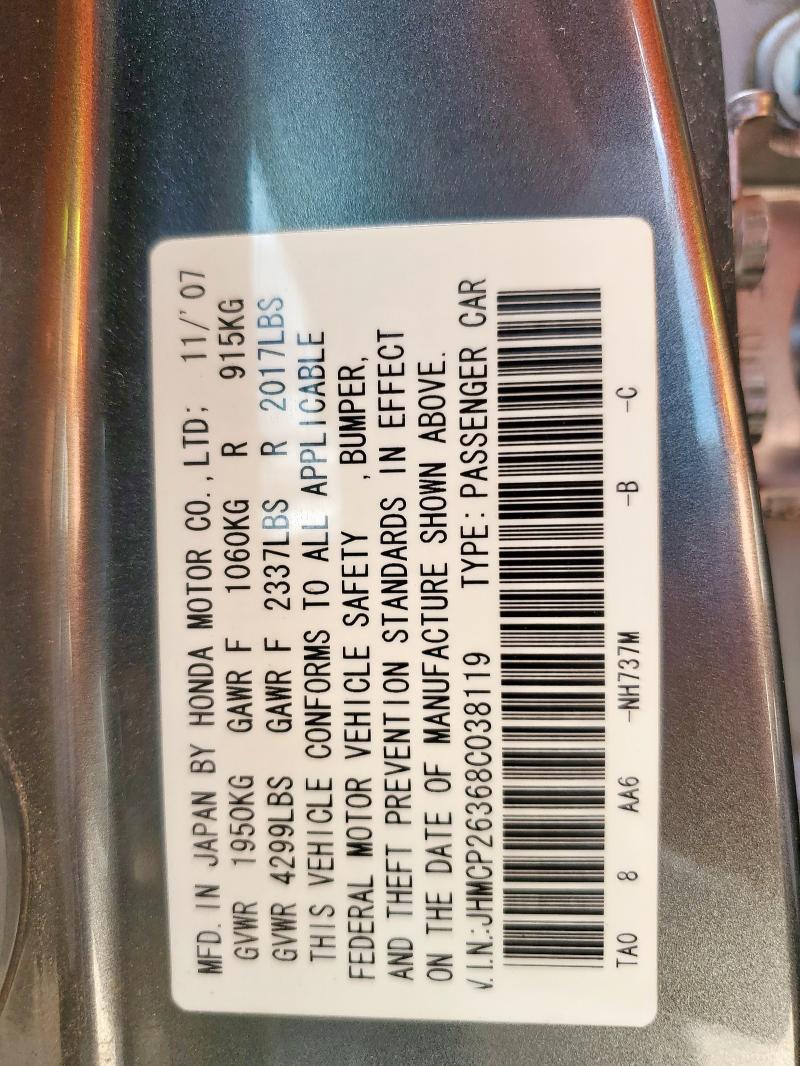 MFD. IN JAPAN BY HONDA MOTOR CO., LTD; 11/'07
GVWR 1950KG GAWR F 1060KG R 915KG
GVWR 4299LBS GAWR F 2337LBS R 2017LBS
THIS VEHICLE CONFORMS TO ALL APPLICABLE
FEDERAL MOTOR VEHICLE SAFETY , BUMPER,
AND THEFT PREVENTION STANDARDS IN EFFECT
ON THE DATE OF MANUFACTURE SHOWN ABOVE.
V.I.N.:JHMCP26368C038119 TYPE: PASSENGER CAR
TA0 8 AA6 -NH737M -B -C